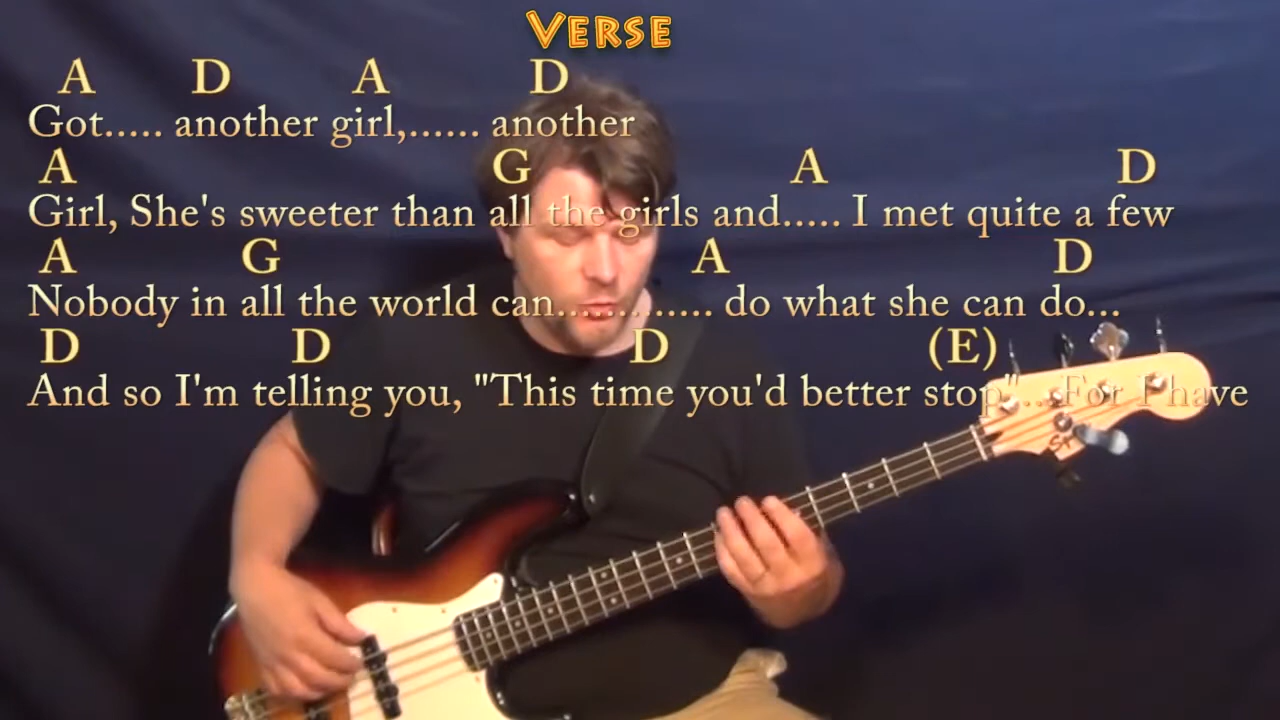 VERSE
A D A D
Got..... another girl,...... another
A G A D
Girl, She's sweeter than all the girls and..... I met quite a few
A G A D
Nobody in all the world can............. do what she can do...
D D D (E)
And so I'm telling you, "This time you'd better stop"....For I have